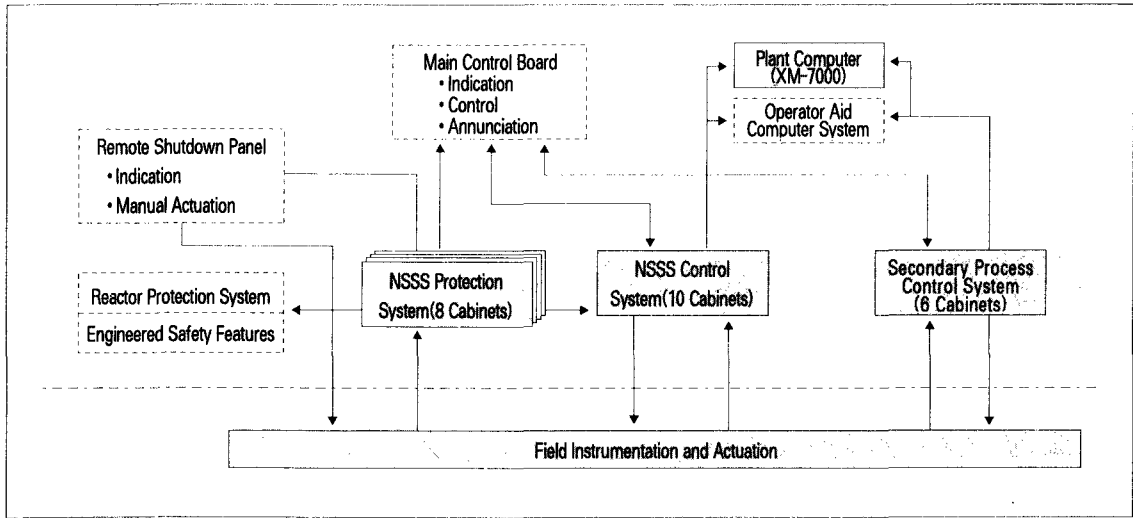 Main Control Board
• Indication
• Control
• Annunciation
Plant Computer
(XM-7000)
Operator Aid
Computer System
Remote Shutdown Panel
• Indication
• Manual Actuation
NSSS Protection
System(8 Cabinets)
NSSS Control
System(10 Cabinets)
Secondary Process
Control System
(6 Cabinets)
Reactor Protection System
Engineered Safety Features
Field Instrumentation and Actuation